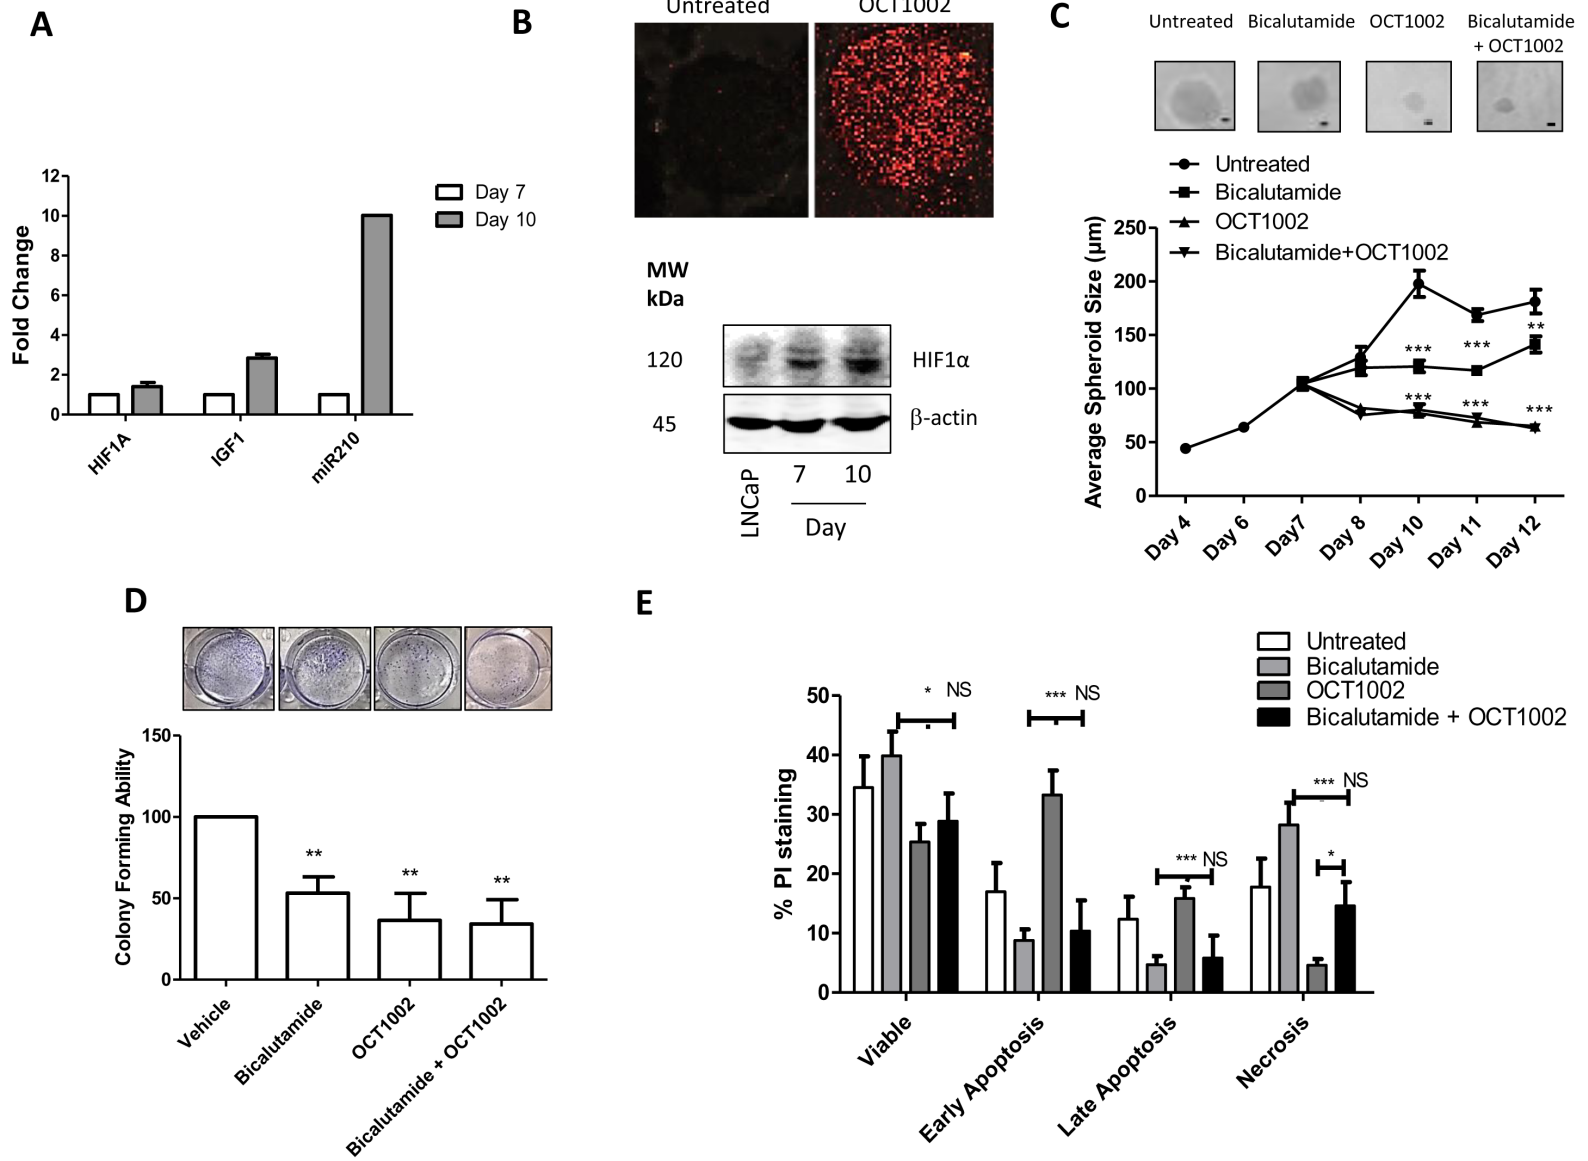 A
12
10
8
6
4
2
0
Fold Change
HIF1A
IGF1
miR210
Day 7
Day 10
B
Untreated
OCT1002
MW
kDa
120
HIF1α
45
β-actin
LNCaP
7
10
Day
C
Untreated
Bicalutamide
OCT1002
Bicalutamide
+ OCT1002
Untreated
Bicalutamide
OCT1002
Bicalutamide+OCT1002
Average Spheroid Size (μm)
250
200
150
100
50
0
**
***
***
***
***
***
Day 4
Day 6
Day7
Day 8
Day 10
Day 11
Day 12
D
Colony Forming Ability
150
100
50
0
**
**
**
Vehicle
Bicalutamide
OCT1002
Bicalutamide + OCT1002
E
Untreated
Bicalutamide
OCT1002
Bicalutamide + OCT1002
% PI staining
50
40
30
20
10
0
* NS
*** NS
*** NS
*** NS
*
Viable
Early Apoptosis
Late Apoptosis
Necrosis